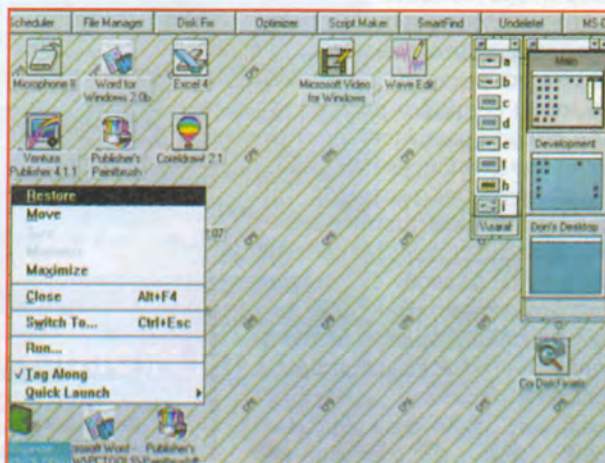 Scheduler File Manager Disk Fix Optimizer Script Maker SmartFind Undelete! MS-
a
b
c
d
e
f
h
i
Main
Development
Don's Desktop
Microphone II
Word for Windows 2.0b
Excel 4
Microsoft Video for Windows
Wave Edit
Ventura Publisher 4.1.1
Publisher's Paintbrush
Coreldraw! 2.1
Restore
Move
Maximize
Close Alt+F4
Switch To... Ctrl+Esc
Run...
✓Tag Along
Quick Launch
Microsoft Word -
Publisher's